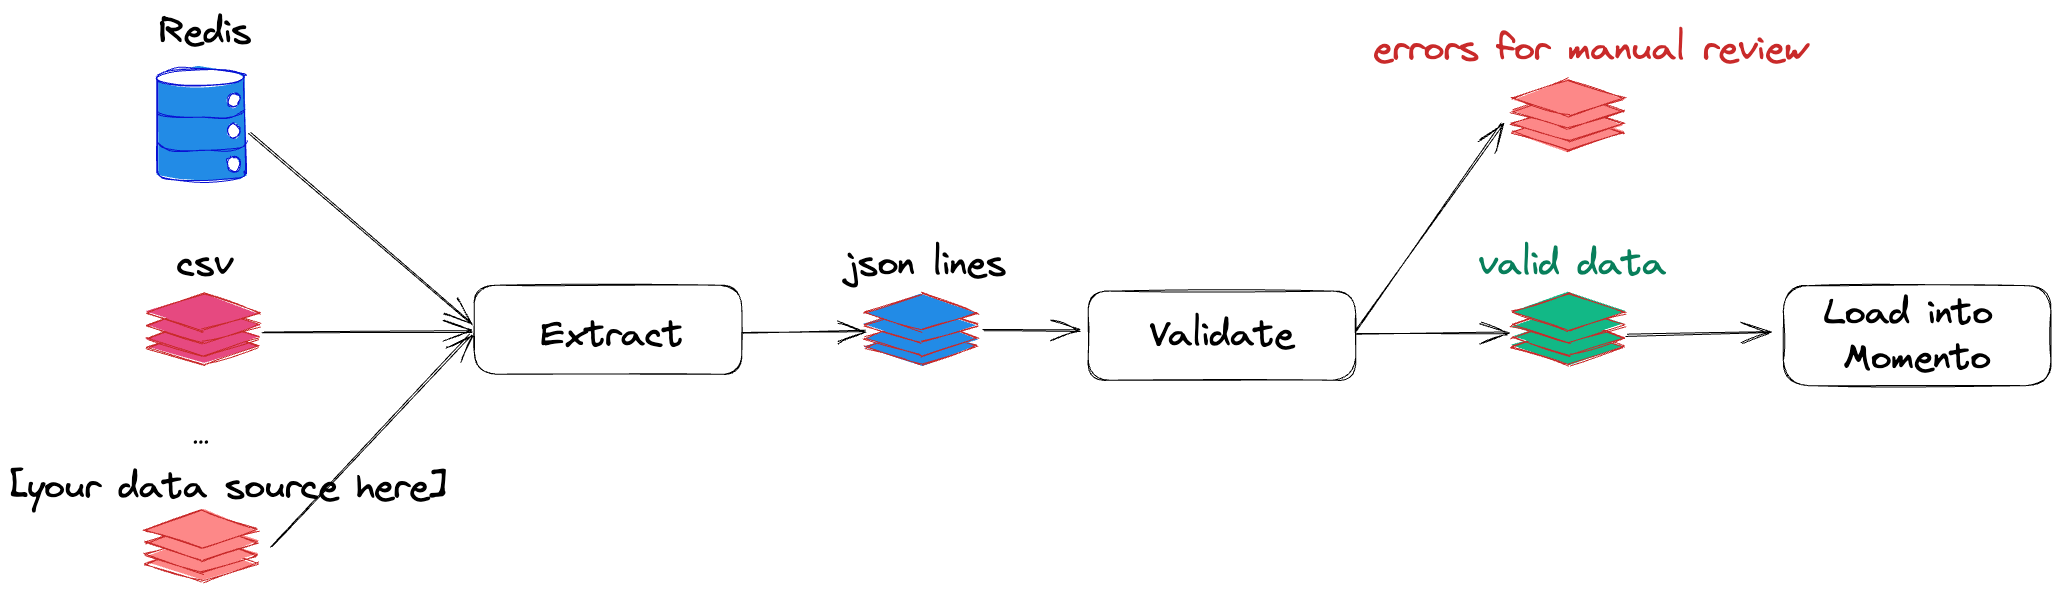 Redis
errors for manual review
csv
json lines
valid data
Extract
Validate
Load into
Momento
...
[your data source here]